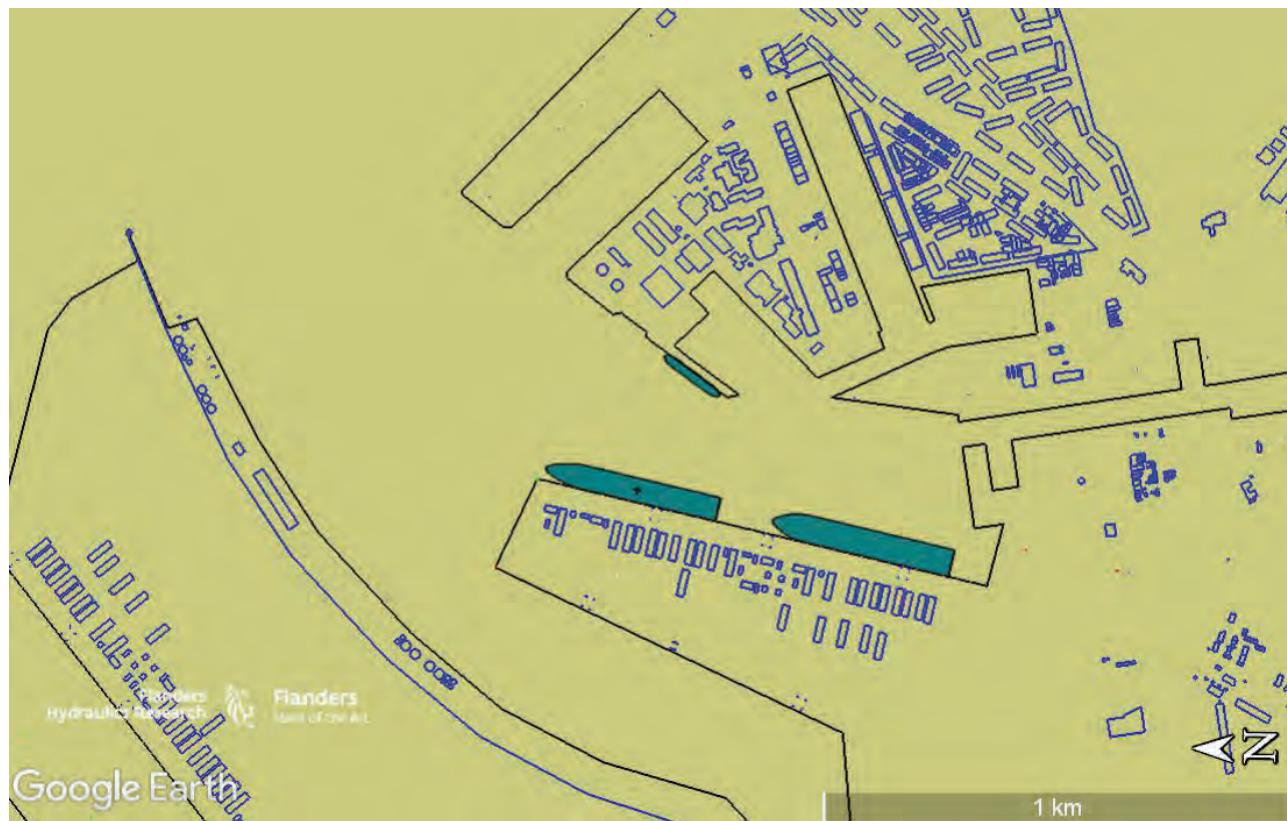 Flanders
Hydraulics Research
Flanders
State of the Art
Google Earth
N
1 km